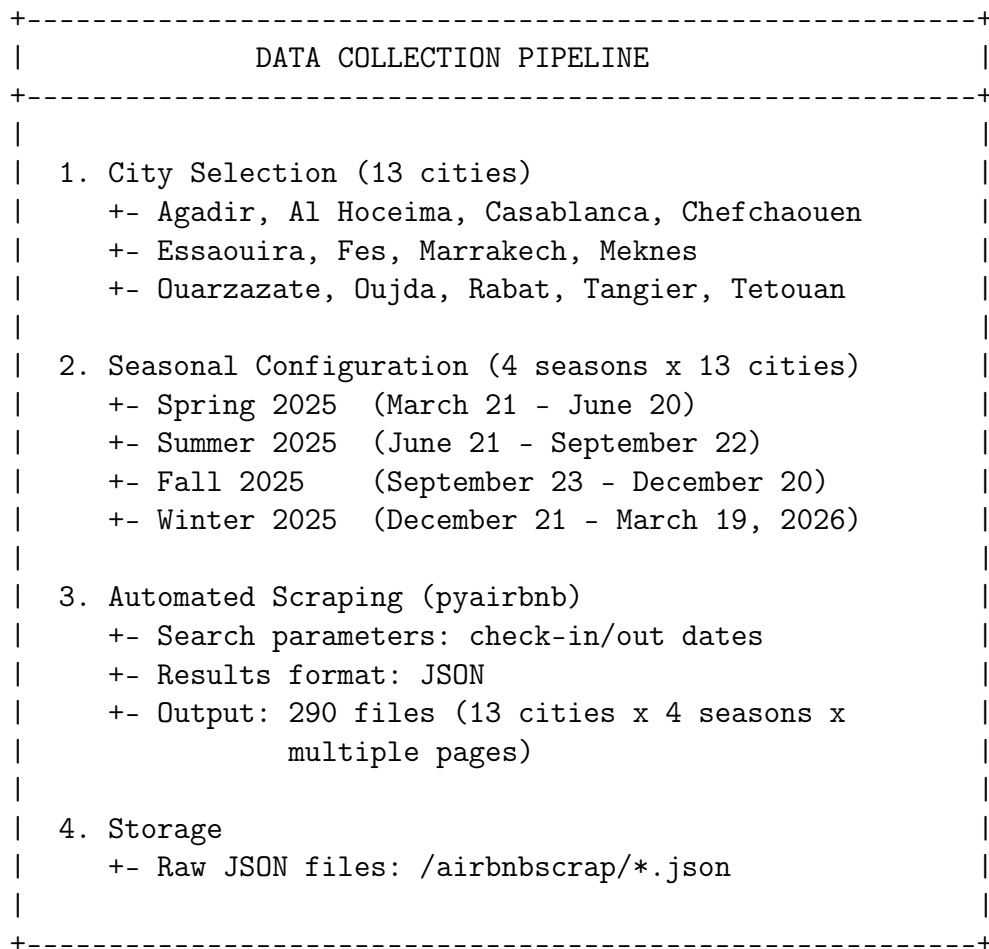 +----------------------------------------------------------+
|               DATA COLLECTION PIPELINE                    |
+----------------------------------------------------------+
|                                                          |
|  1. City Selection (13 cities)                           |
|     +- Agadir, Al Hoceima, Casablanca, Chefchaouen
|     +- Essaouira, Fes, Marrakech, Meknes                 |
|     +- Ouarzazate, Oujda, Rabat, Tangier, Tetouan        |
|                                                          |
|  2. Seasonal Configuration (4 seasons x 13 cities)       |
|     +- Spring 2025  (March 21 - June 20)                 |
|     +- Summer 2025  (June 21 - September 22)             |
|     +- Fall 2025    (September 23 - December 20)         |
|     +- Winter 2025  (December 21 - March 19, 2026)       |
|                                                          |
|  3. Automated Scraping (pyairbnb)                        |
|     +- Search parameters: check-in/out dates             |
|     +- Results format: JSON                              |
|     +- Output: 290 files (13 cities x 4 seasons x        |
|                multiple pages)                           |
|                                                          |
|  4. Storage                                              |
|     +- Raw JSON files: /airbnbscrap/*.json               |
|                                                          |
+----------------------------------------------------------+